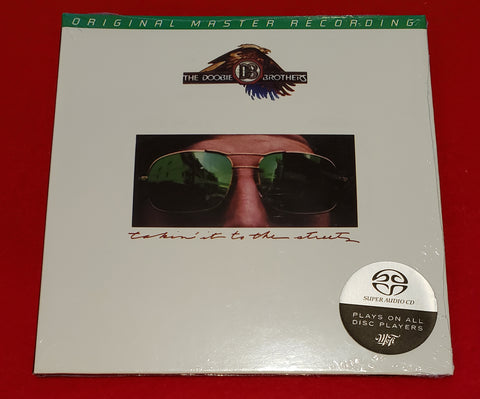 ORIGINAL MASTER RECORDING
THE DOOBIE BROTHERS
takin' it to the streets
SUPER AUDIO CD
PLAYS ON ALL
DISC PLAYERS